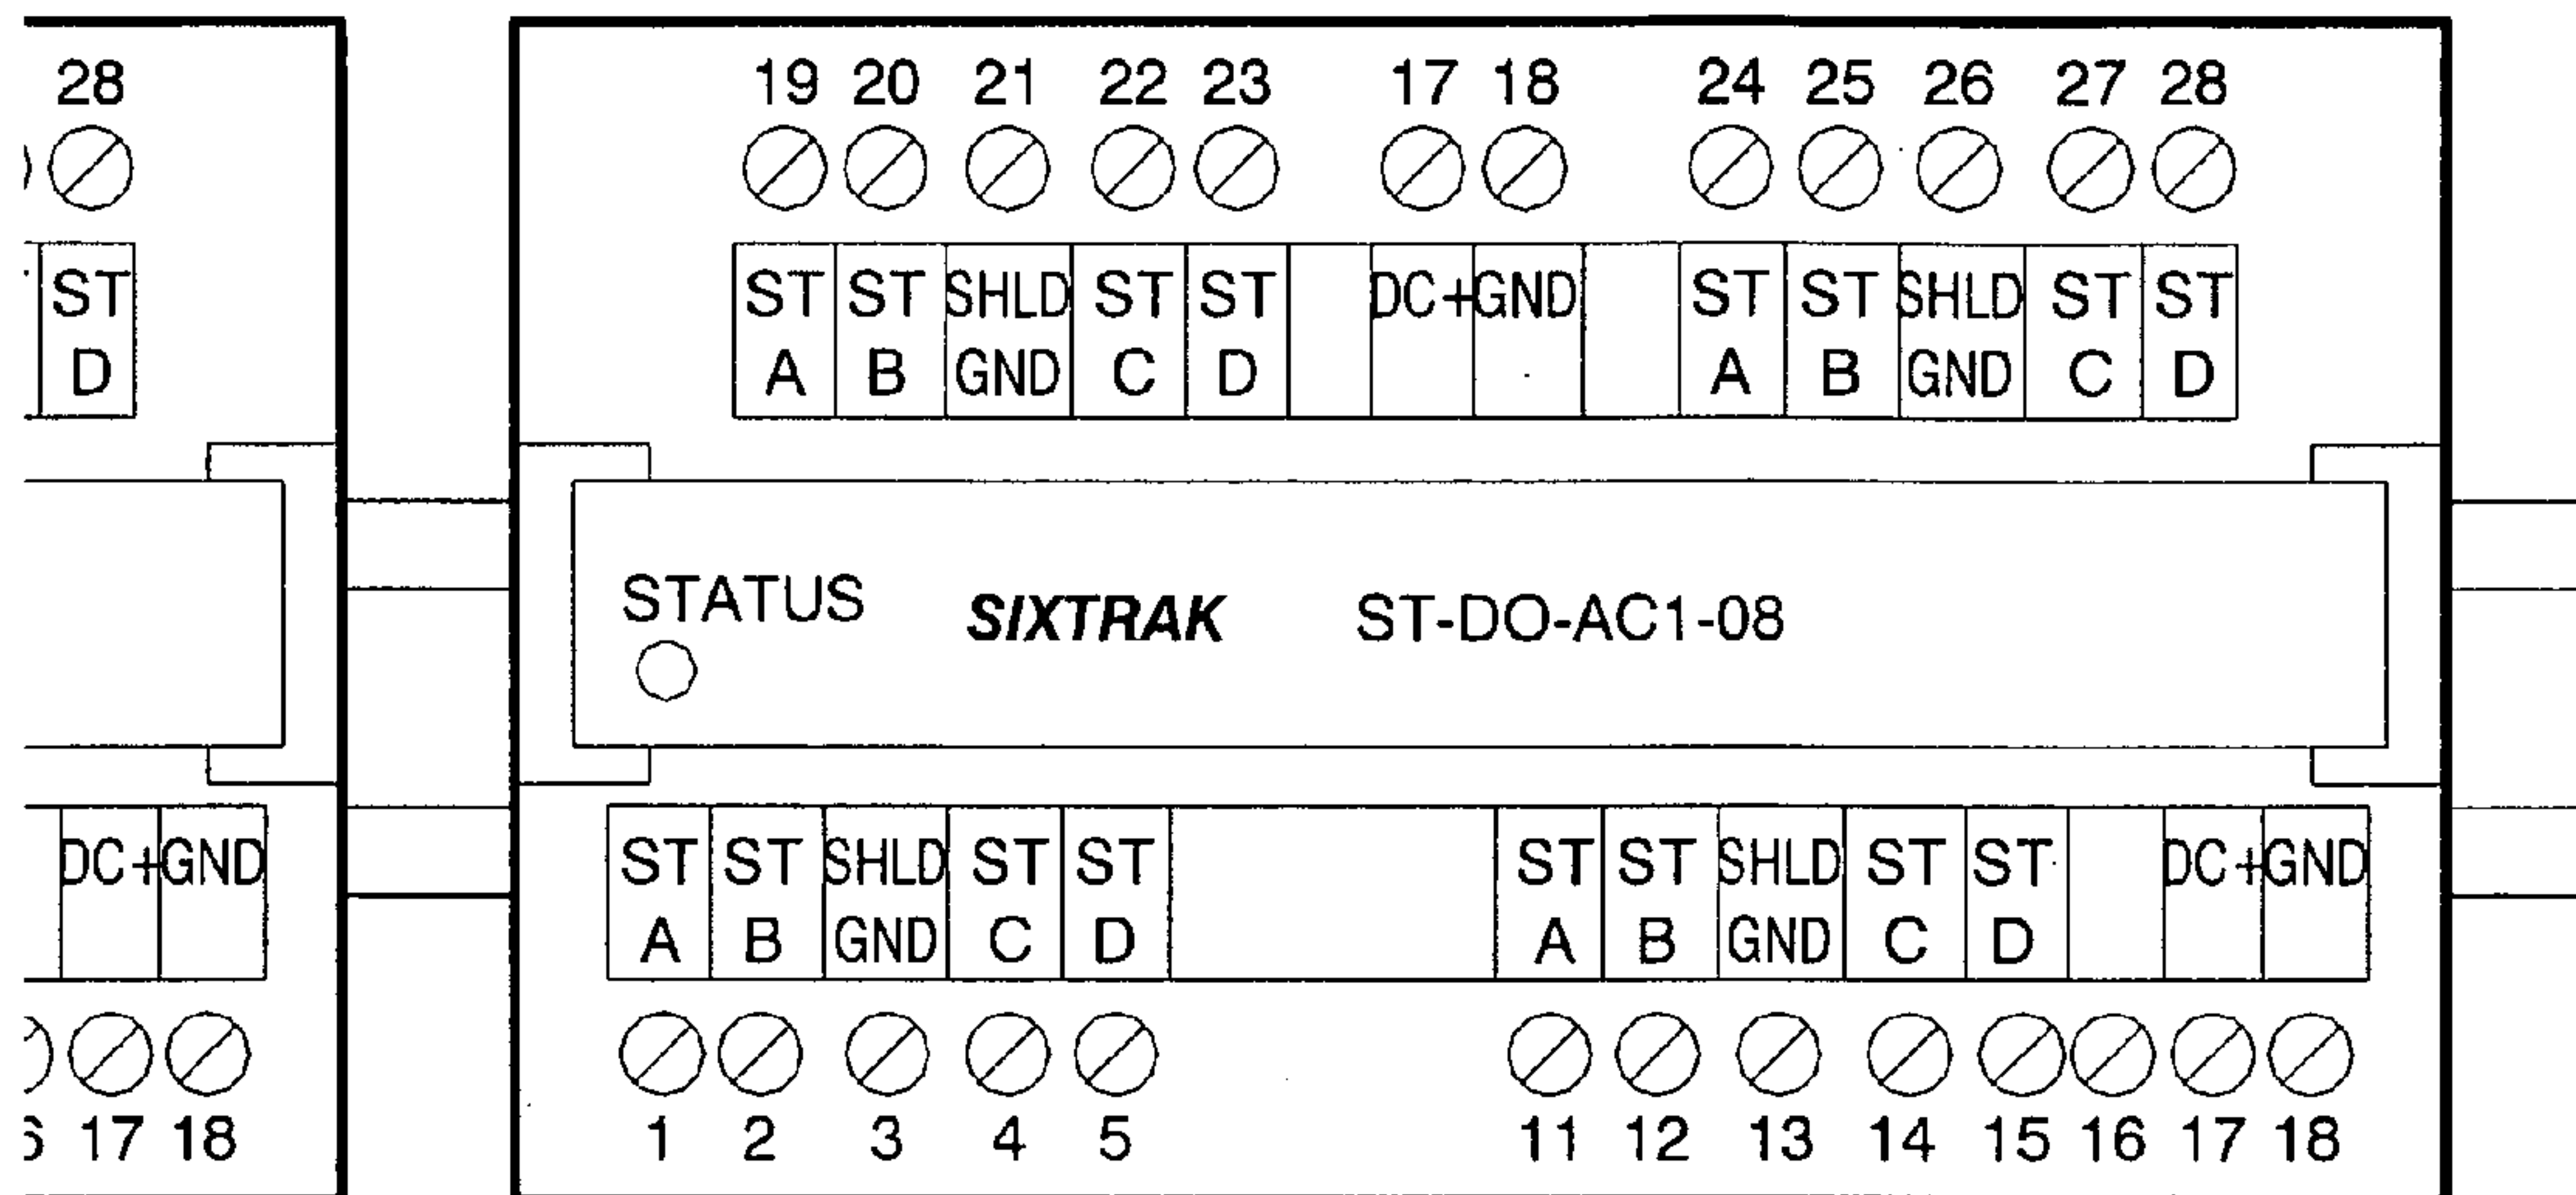 28 19 20 21 22 23 17 18 24 25 26 27 28
ST ST ST SHLD ST ST DC+ GND ST ST SHLD ST ST
D A B GND C D A B GND C D
STATUS SIXTRAK ST-DO-AC1-08
DC+ GND ST ST SHLD ST ST ST ST SHLD ST ST DC+ GND
A B GND C D A B GND C D
17 18 1 2 3 4 5 11 12 13 14 15 16 17 18